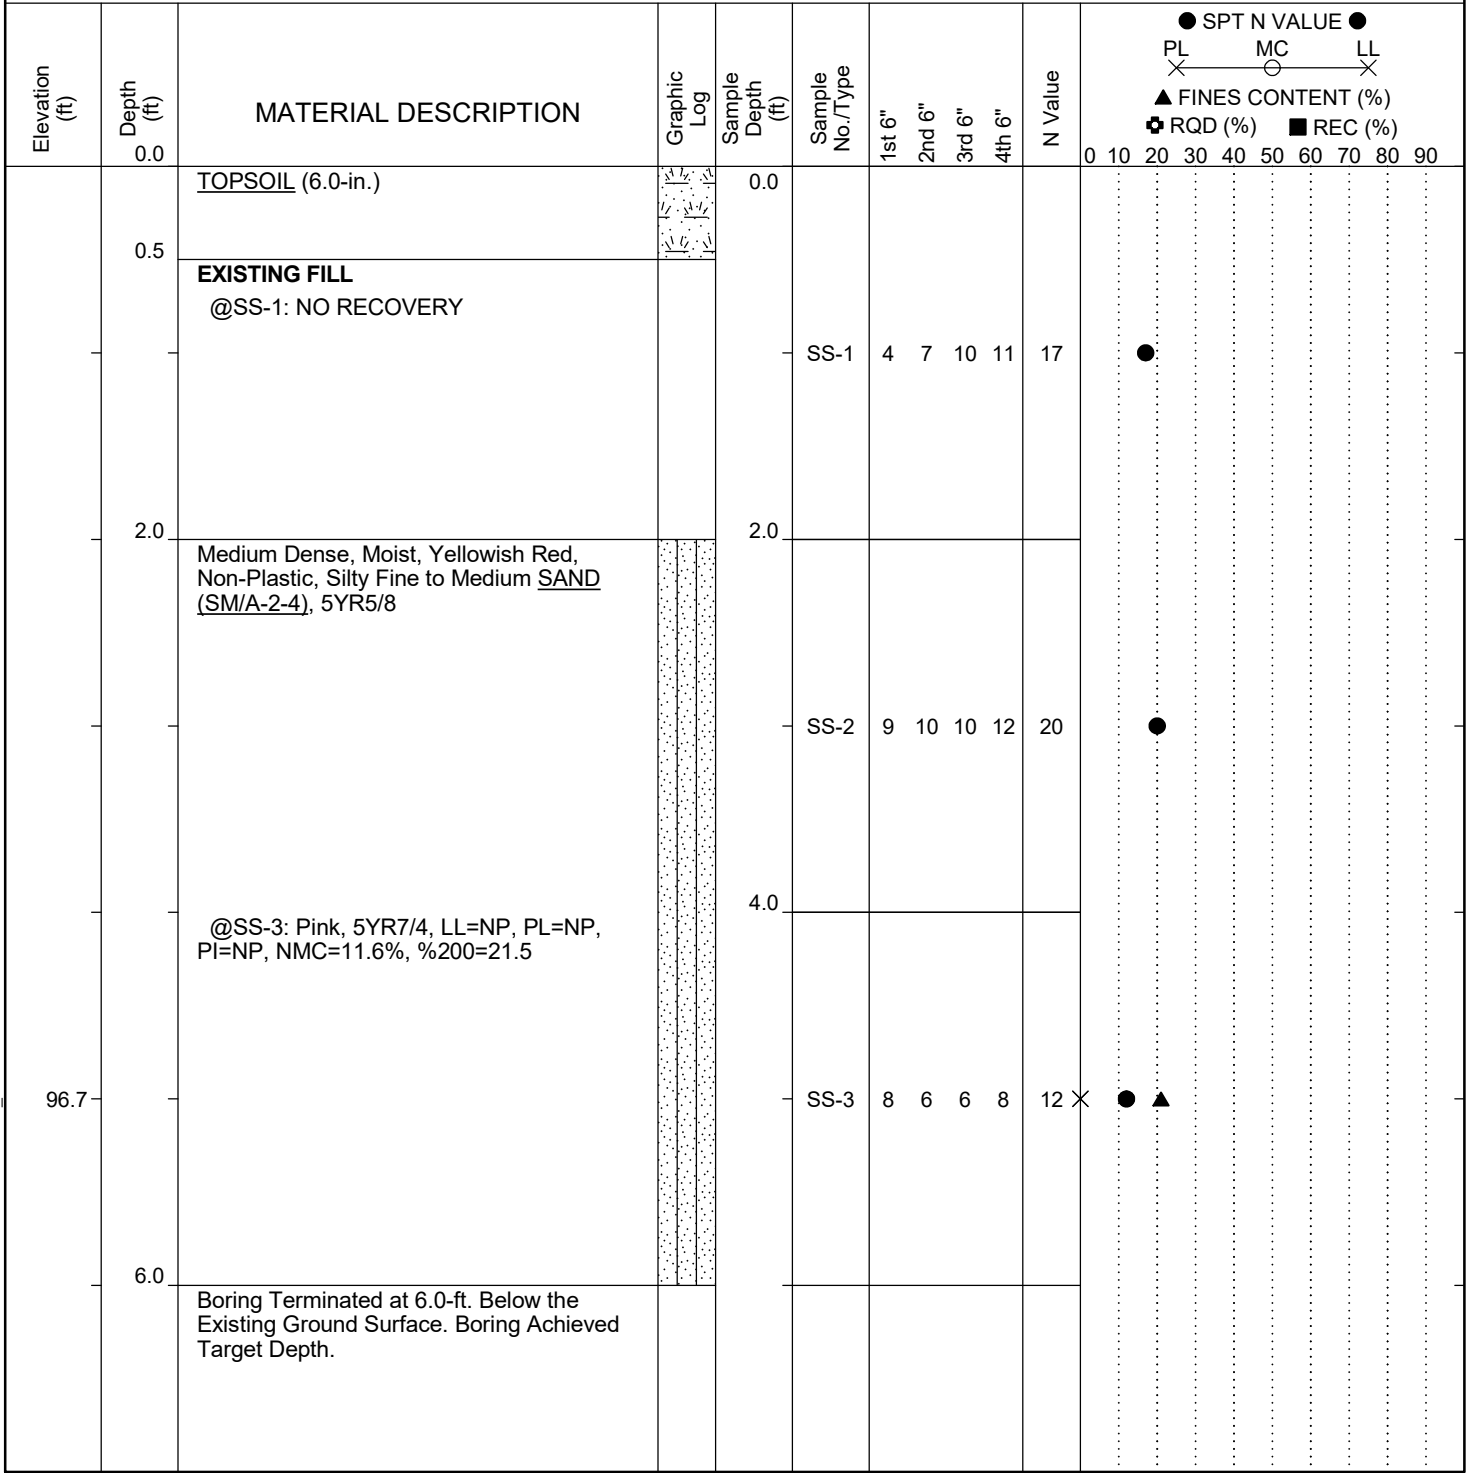 ● SPT N VALUE ●
PL MC LL
▲ FINES CONTENT (%)
RQD (%) ■ REC (%)
Elevation (ft)
Depth (ft)
MATERIAL DESCRIPTION
Graphic Log
Sample Depth (ft)
Sample No./Type
1st 6"
2nd 6"
3rd 6"
4th 6"
N Value
0.0
0 10 20 30 40 50 60 70 80 90
TOPSOIL (6.0-in.)
0.0
0.5
EXISTING FILL
@SS-1: NO RECOVERY
SS-1 4 7 10 11 17
2.0
2.0
Medium Dense, Moist, Yellowish Red,
Non-Plastic, Silty Fine to Medium SAND
(SM/A-2-4), 5YR5/8
SS-2 9 10 10 12 20
4.0
@SS-3: Pink, 5YR7/4, LL=NP, PL=NP,
PI=NP, NMC=11.6%, %200=21.5
96.7
SS-3 8 6 6 8 12
6.0
Boring Terminated at 6.0-ft. Below the
Existing Ground Surface. Boring Achieved
Target Depth.